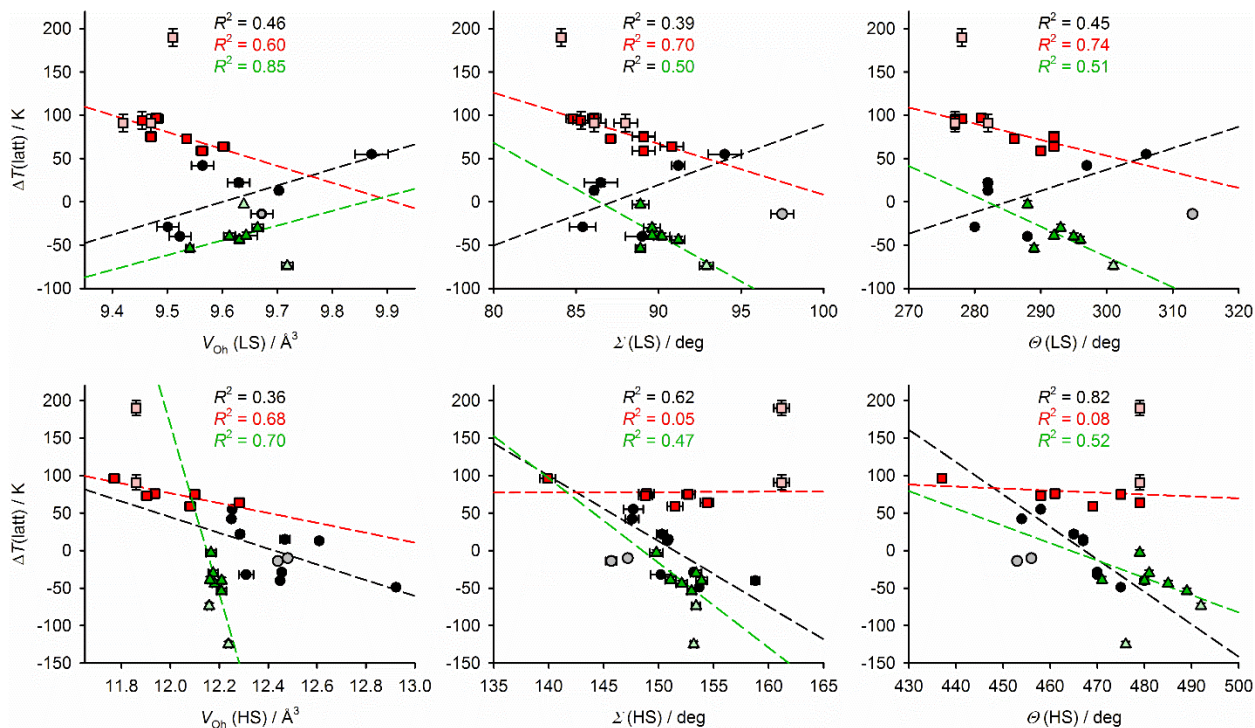 R² = 0.46
R² = 0.60
R² = 0.85
R² = 0.39
R² = 0.70
R² = 0.50
R² = 0.45
R² = 0.74
R² = 0.51
ΔT(latt) / K
200
150
100
50
0
-50
-100
9.4 9.5 9.6 9.7 9.8 9.9
80 85 90 95 100
270 280 290 300 310 320
V_Oh (LS) / Å³
Σ (LS) / deg
Θ (LS) / deg
R² = 0.36
R² = 0.68
R² = 0.70
R² = 0.62
R² = 0.05
R² = 0.47
R² = 0.82
R² = 0.08
R² = 0.52
ΔT(latt) / K
200
150
100
50
0
-50
-100
-150
11.8 12.0 12.2 12.4 12.6 12.8 13.0
135 140 145 150 155 160 165
430 440 450 460 470 480 490 500
V_Oh (HS) / Å³
Σ (HS) / deg
Θ (HS) / deg